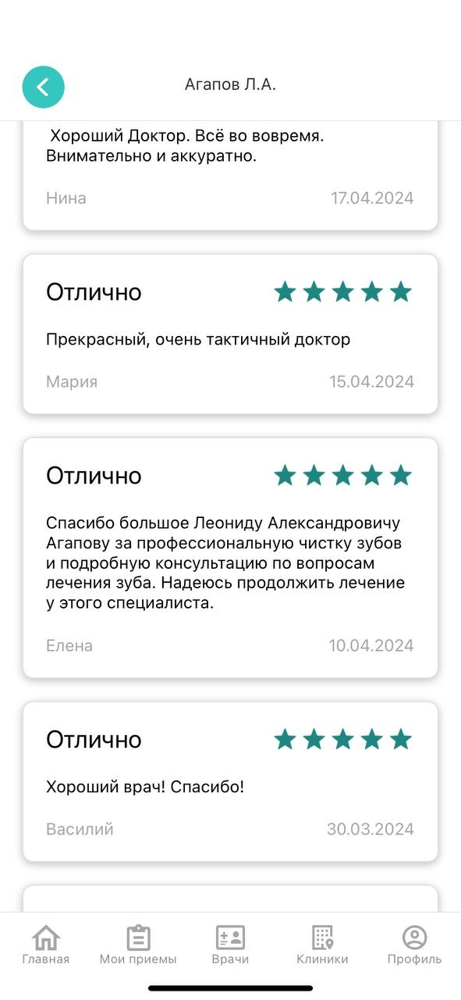 Агапов Л.А.
Хороший Доктор. Всё во вовремя.
Внимательно и аккуратно.
Нина 17.04.2024
Отлично
Прекрасный, очень тактичный доктор
Мария 15.04.2024
Отлично
Спасибо большое Леониду Александровичу
Агапову за профессиональную чистку зубов
и подробную консультацию по вопросам
лечения зуба. Надеюсь продолжить лечение
у этого специалиста.
Елена 10.04.2024
Отлично
Хороший врач! Спасибо!
Василий 30.03.2024
Главная Мои приемы Врачи Клиники Профиль